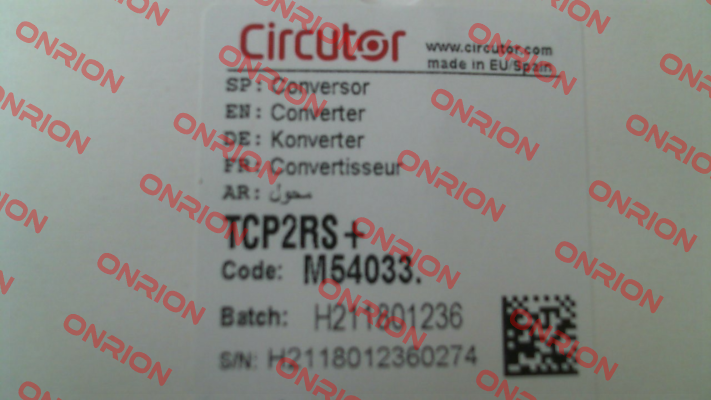 Circutor
www.circutor.com
made in EU/Spain
SP: Conversor
EN: Converter
DE: Konverter
FR: Convertisseur
AR: محول
TCP2RS+
Code: M54033.
Batch: H211801236
S/N: H2118012360274
ONRION